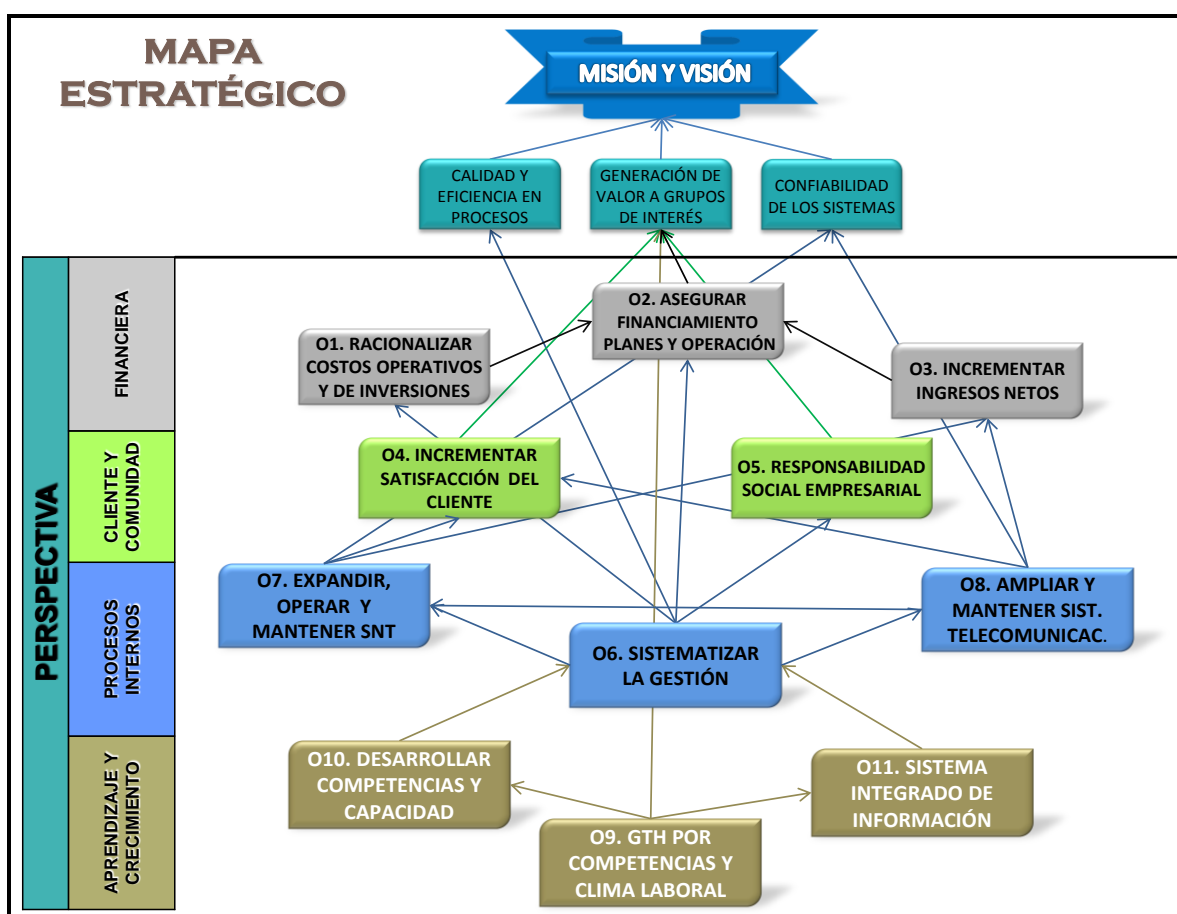 MAPA
ESTRATÉGICO
MISIÓN Y VISIÓN
CALIDAD Y
EFICIENCIA EN
PROCESOS
GENERACIÓN DE
VALOR A GRUPOS
DE INTERÉS
CONFIABILIDAD
DE LOS SISTEMAS
PERSPECTIVA
FINANCIERA
O1. RACIONALIZAR
COSTOS OPERATIVOS
Y DE INVERSIONES
O2. ASEGURAR
FINANCIAMIENTO
PLANES Y OPERACIÓN
O3. INCREMENTAR
INGRESOS NETOS
CLIENTE Y
COMUNIDAD
O4. INCREMENTAR
SATISFACCIÓN DEL
CLIENTE
O5. RESPONSABILIDAD
SOCIAL EMPRESARIAL
PROCESOS
INTERNOS
O7. EXPANDIR,
OPERAR Y
MANTENER SNT
O6. SISTEMATIZAR
LA GESTIÓN
O8. AMPLIAR Y
MANTENER SIST.
TELECOMUNICAC.
APRENDIZAJE Y
CRECIMIENTO
O10. DESARROLLAR
COMPETENCIAS Y
CAPACIDAD
O9. GTH POR
COMPETENCIAS Y
CLIMA LABORAL
O11. SISTEMA
INTEGRADO DE
INFORMACIÓN